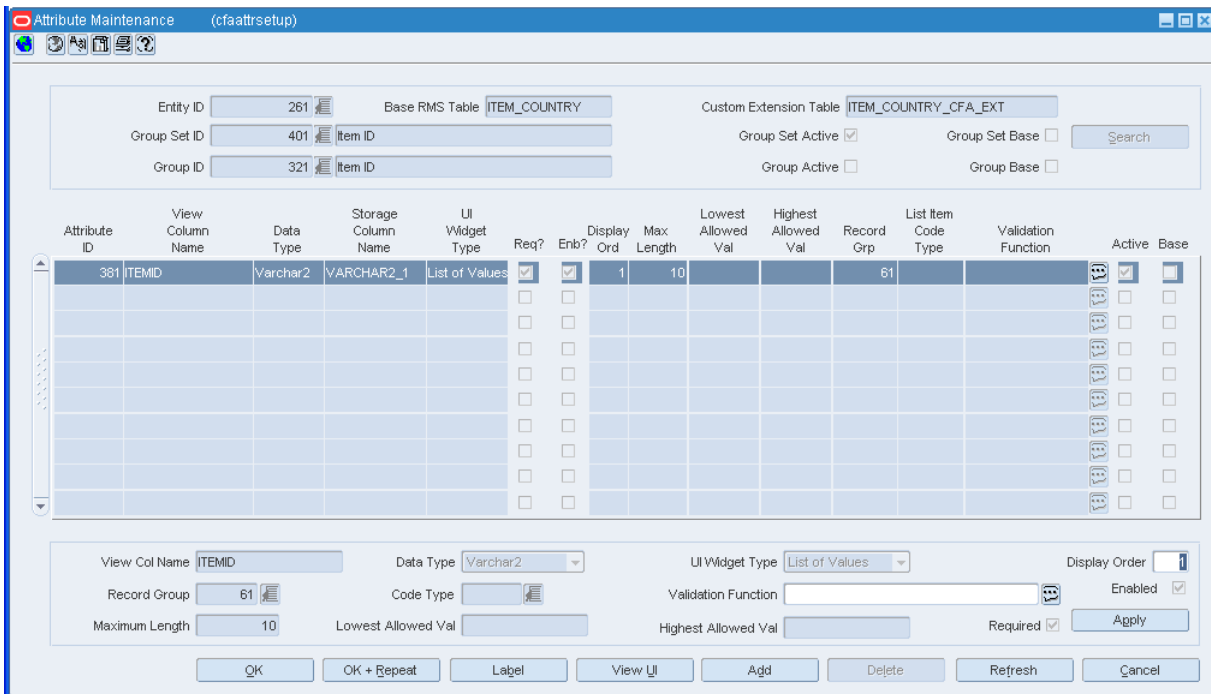 Attribute Maintenance (cfaattrsetup)
Entity ID 261 Base RMS Table ITEM_COUNTRY Custom Extension Table ITEM_COUNTRY_CFA_EXT
Group Set ID 401 Item ID Group Set Active Group Set Base Search
Group ID 321 Item ID Group Active Group Base
Attribute ID View Column Name Data Type Storage Column Name UI Widget Type Req? Enb? Display Ord Max Length Lowest Allowed Val Highest Allowed Val Record Grp List Item Code Type Validation Function Active Base
381 ITEMID Varchar2 VARCHAR2_1 List of Values 1 10 61
View Col Name ITEMID Data Type Varchar2 UI Widget Type List of Values Display Order 1
Record Group 61 Code Type Validation Function Enabled
Maximum Length 10 Lowest Allowed Val Highest Allowed Val Required Apply
OK OK + Repeat Label View UI Add Delete Refresh Cancel